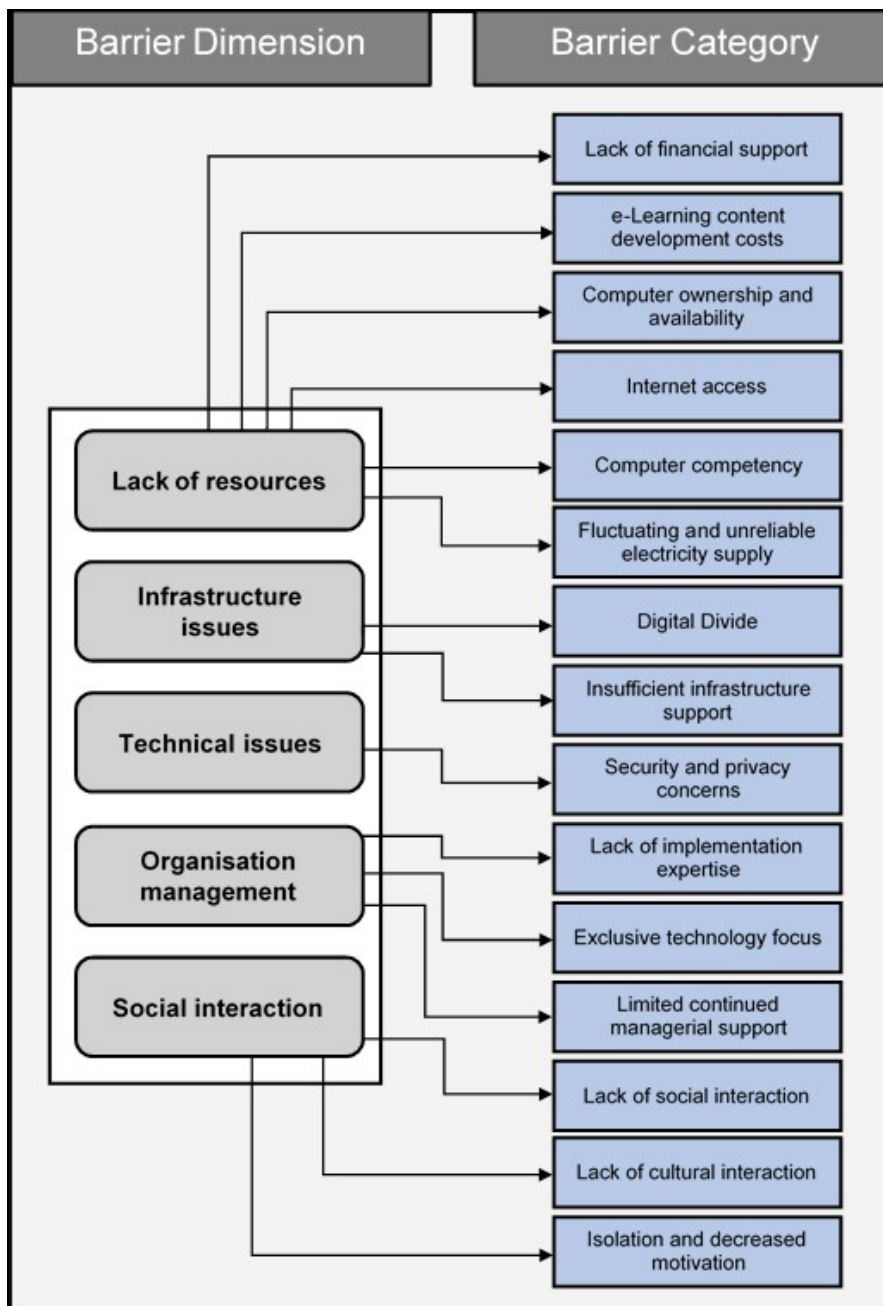 Barrier Dimension
Barrier Category
Lack of financial support
e-Learning content
development costs
Computer ownership and
availability
Internet access
Lack of resources
Computer competency
Fluctuating and unreliable
electricity supply
Infrastructure
issues
Digital Divide
Insufficient infrastructure
support
Technical issues
Security and privacy
concerns
Organisation
management
Lack of implementation
expertise
Exclusive technology focus
Limited continued
managerial support
Social interaction
Lack of social interaction
Lack of cultural interaction
Isolation and decreased
motivation